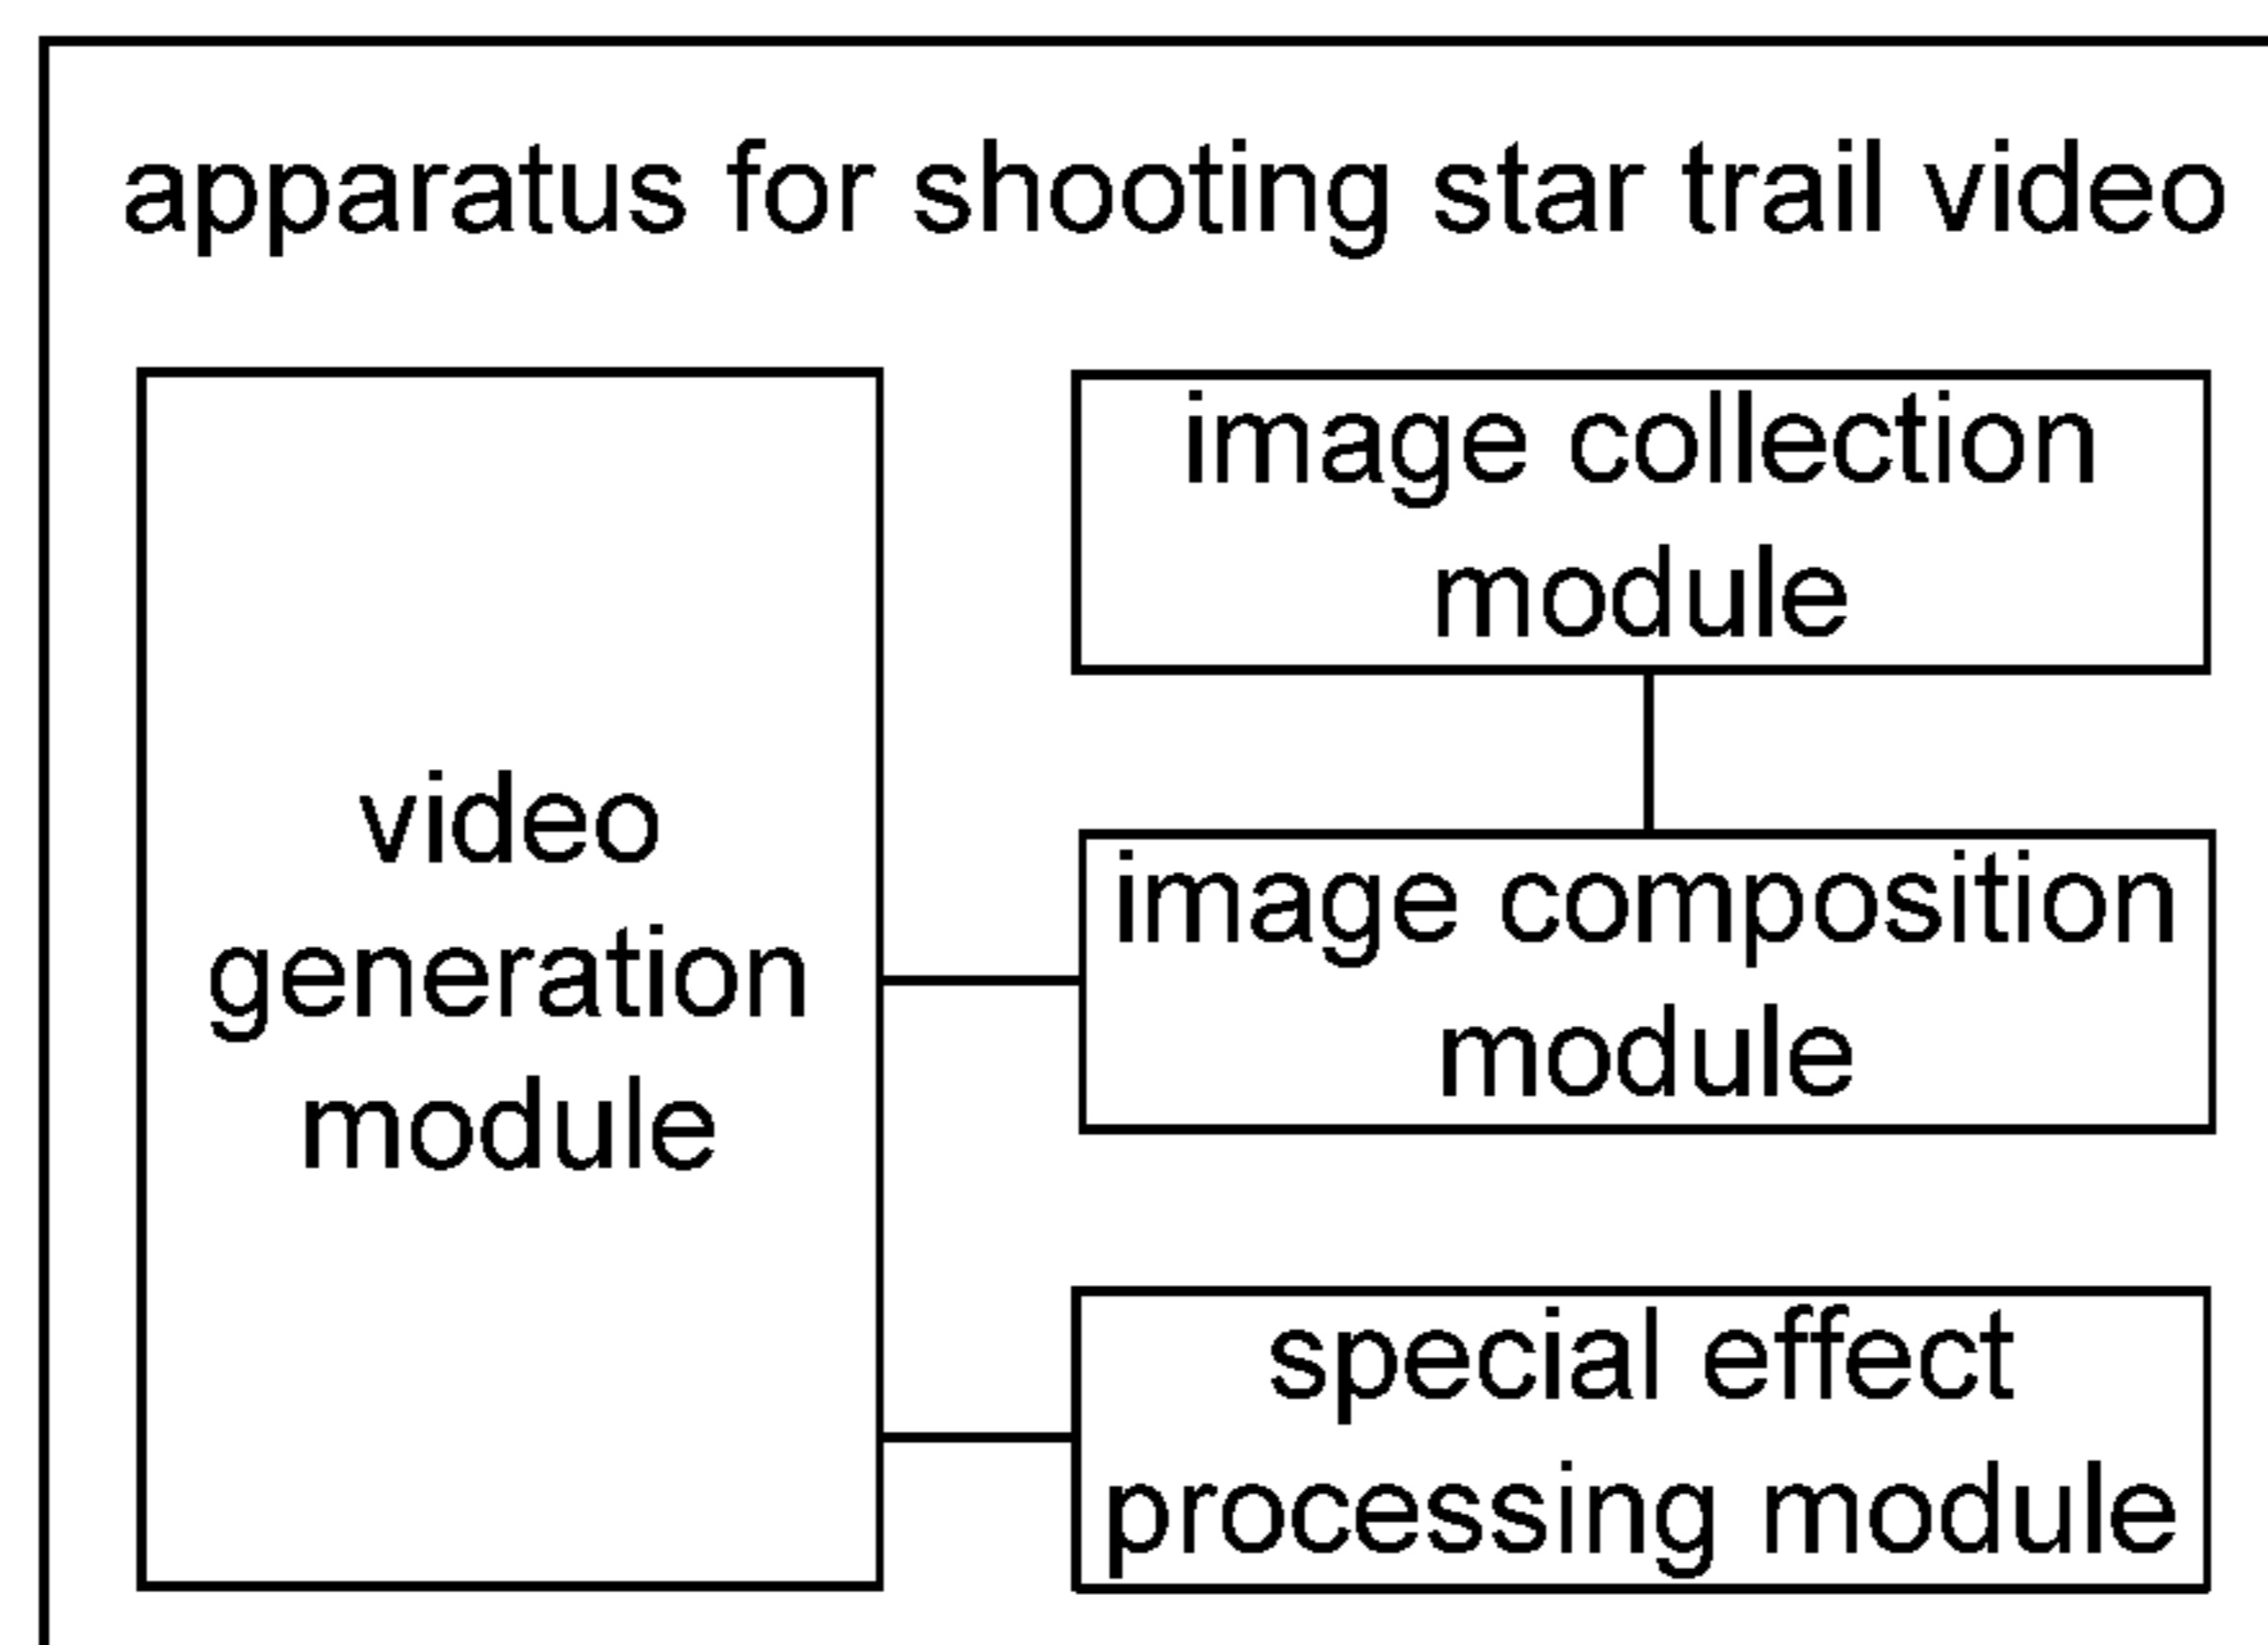 apparatus for shooting star trail video
video
generation
module
image collection
module
image composition
module
special effect
processing module